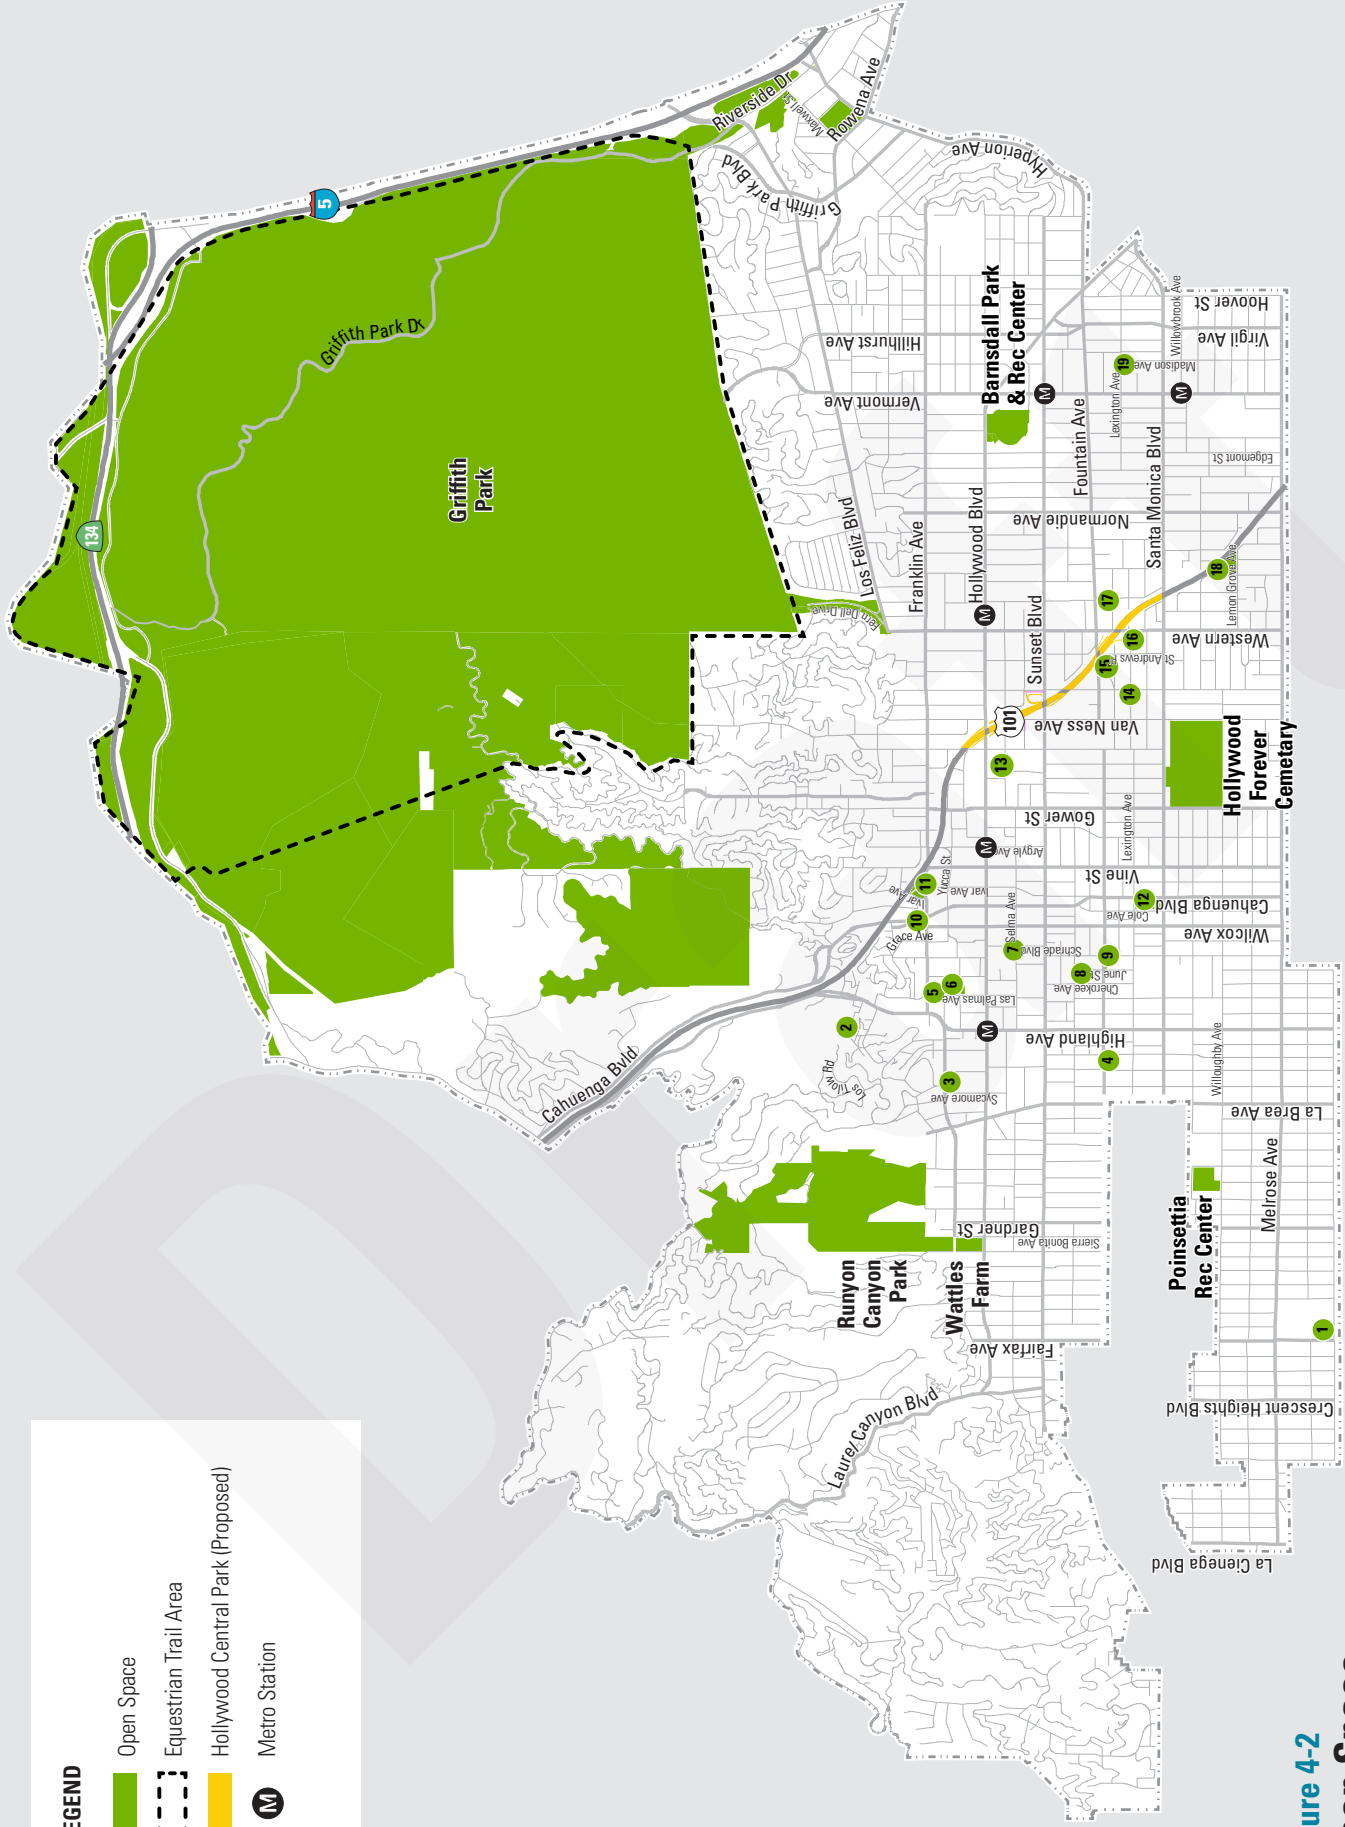 EGEND
Open Space
Equestrian Trail Area
Hollywood Central Park (Proposed)
M
Metro Station
ure 4-2
134
5
101
Griffith
Park
Griffith Park Dr
Riverside Dr
Maxwell St
Rowena Ave
Griffith Park Blvd
Hyperion Ave
Los Feliz Blvd
Fern Dell Drive
Hillhurst Ave
Vermont Ave
Franklin Ave
Hollywood Blvd
Barnsdall Park
& Rec Center
Sunset Blvd
Fountain Ave
Lexington Ave
Santa Monica Blvd
Madison Ave
Willowbrook Ave
Hoover St
Virgil Ave
Edgemont St
Normandie Ave
Lemon Grove Ave
Western Ave
St Andrews
Van Ness Ave
Hollywood
Forever
Cemetary
Gower St
Lexington Ave
Argyle Ave
Vine St
Yucca St
Ivar Ave
Ivar Ave
Cahuenga Blvd
Cole Ave
Wilcox Ave
Grace Ave
Selma Ave
Schrade Blvd
June St
Cherokee Ave
Las Palmas Ave
Highland Ave
Cahuenga Bvld
Los Tilow Rd
Sycamore Ave
Willoughby Ave
La Brea Ave
Melrose Ave
Poinsettia
Rec Center
Gardner St
Sierra Bonita Ave
Runyon
Canyon
Park
Wattles
Farm
Fairfax Ave
Laurel Canyon Blvd
Crescent Heights Blvd
La Cienega Blvd
M
M
M
M
M
1
2
3
4
5
6
7
8
9
10
11
12
13
14
15
16
17
18
19